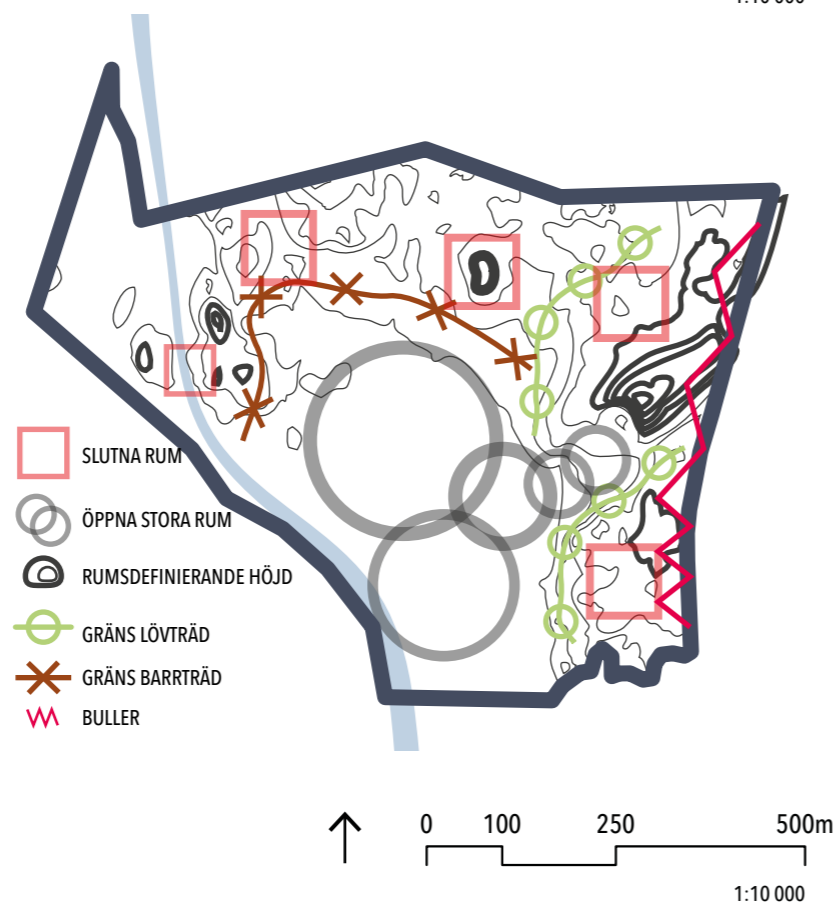 SLUTNA RUM
ÖPPNA STORA RUM
RUMSDEFINIERANDE HÖJD
GRÄNS LÖVTRÄD
GRÄNS BARRTRÄD
BULLER
0 100 250 500m
1:10 000